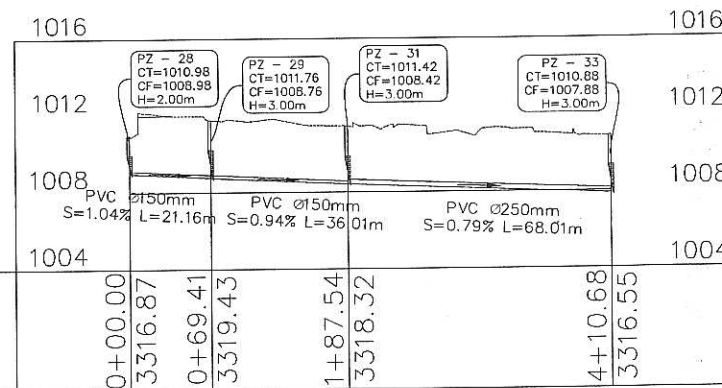 1016
1016
PZ - 28
CT=1010.98
CF=1008.98
H=2.00m
PZ - 29
CT=1011.76
CF=1008.76
H=3.00m
PZ - 31
CT=1011.42
CF=1008.42
H=3.00m
PZ - 33
CT=1010.88
CF=1007.88
H=3.00m
1012
1012
1008
1008
PVC Ø150mm
S=1.04% L=21.16m
PVC Ø150mm
S=0.94% L=36.01m
PVC Ø250mm
S=0.79% L=68.01m
1004
1004
0+00.00
3316.87
0+69.41
3319.43
1+87.54
3318.32
4+10.68
3316.55